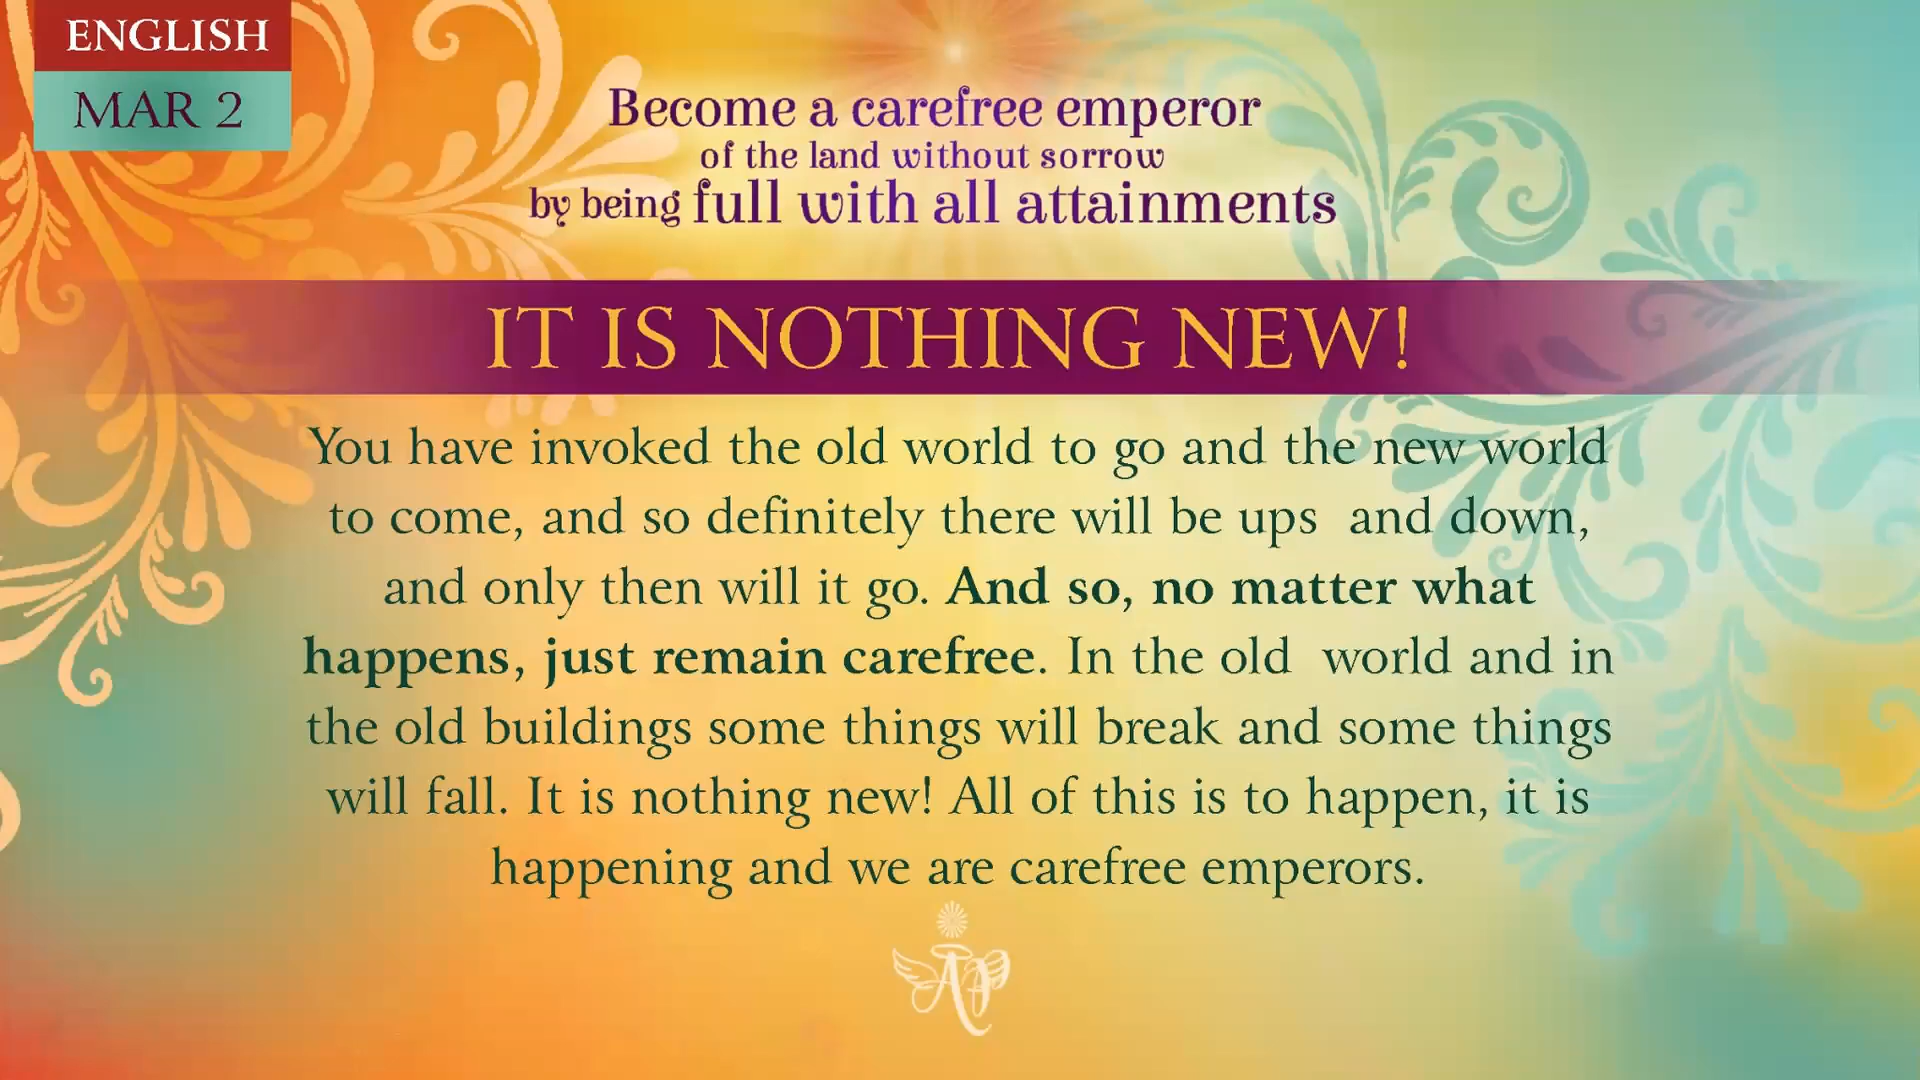 ENGLISH
MAR 2
Become a carefree emperor
of the land without sorrow
by being full with all attainments
IT IS NOTHING NEW!
You have invoked the old world to go and the new world
to come, and so definitely there will be ups  and down,
and only then will it go. And so, no matter what
happens, just remain carefree. In the old  world and in
the old buildings some things will break and some things
will fall. It is nothing new! All of this is to happen, it is
happening and we are carefree emperors.
AP